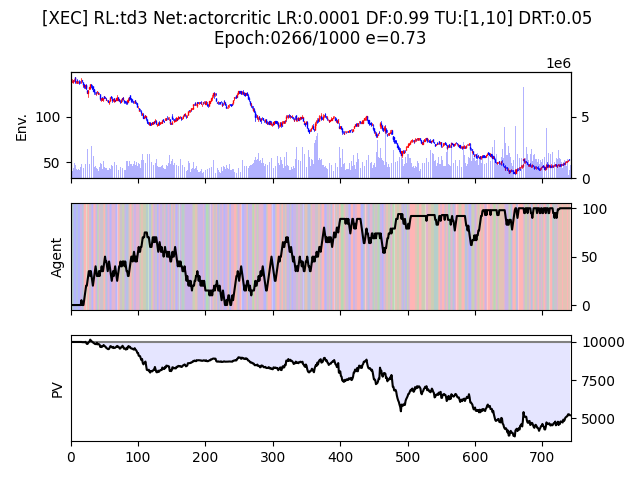 [XEC] RL:td3 Net:actorcritic LR:0.0001 DF:0.99 TU:[1,10] DRT:0.05
Epoch:0266/1000 e=0.73
1e6
Env.
100
50
5
0
Agent
100
50
0
PV
10000
7500
5000
0 100 200 300 400 500 600 700